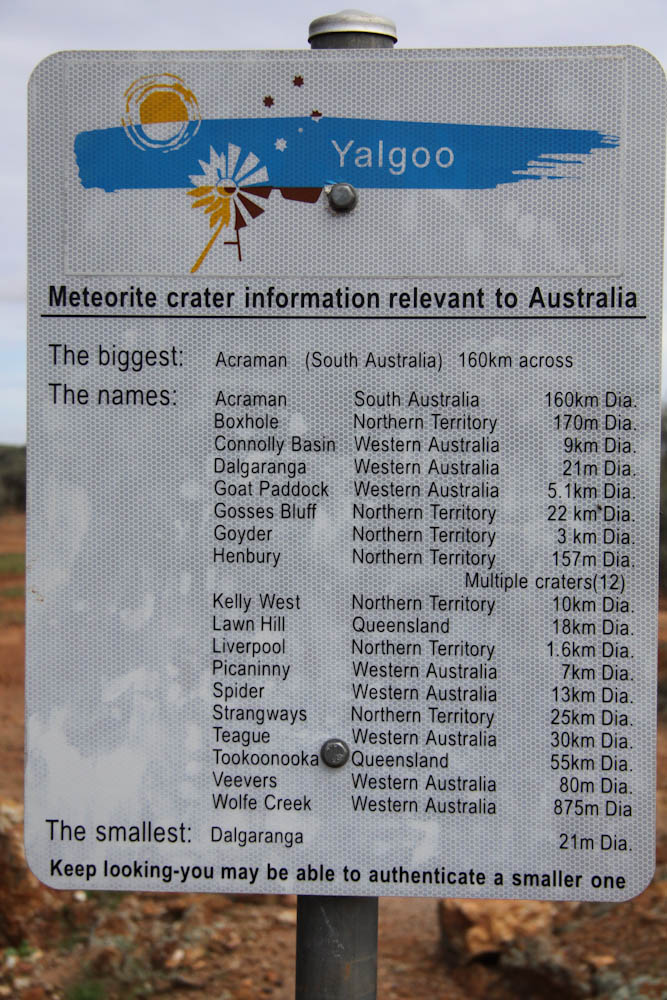 Yalgoo
Meteorite crater information relevant to Australia
The biggest: Acraman (South Australia) 160km across
The names: Acraman South Australia 160km Dia.
Boxhole Northern Territory 170m Dia.
Connolly Basin Western Australia 9km Dia.
Dalgaranga Western Australia 21m Dia.
Goat Paddock Western Australia 5.1km Dia.
Gosses Bluff Northern Territory 22 km Dia.
Goyder Northern Territory 3 km Dia.
Henbury Northern Territory 157m Dia.
Multiple craters(12)
Kelly West Northern Territory 10km Dia.
Lawn Hill Queensland 18km Dia.
Liverpool Northern Territory 1.6km Dia.
Picaninny Western Australia 7km Dia.
Spider Western Australia 13km Dia.
Strangways Northern Territory 25km Dia.
Teague Western Australia 30km Dia.
Tookoonooka Queensland 55km Dia.
Veevers Western Australia 80m Dia.
Wolfe Creek Western Australia 875m Dia
The smallest: Dalgaranga 21m Dia.
Keep looking-you may be able to authenticate a smaller one